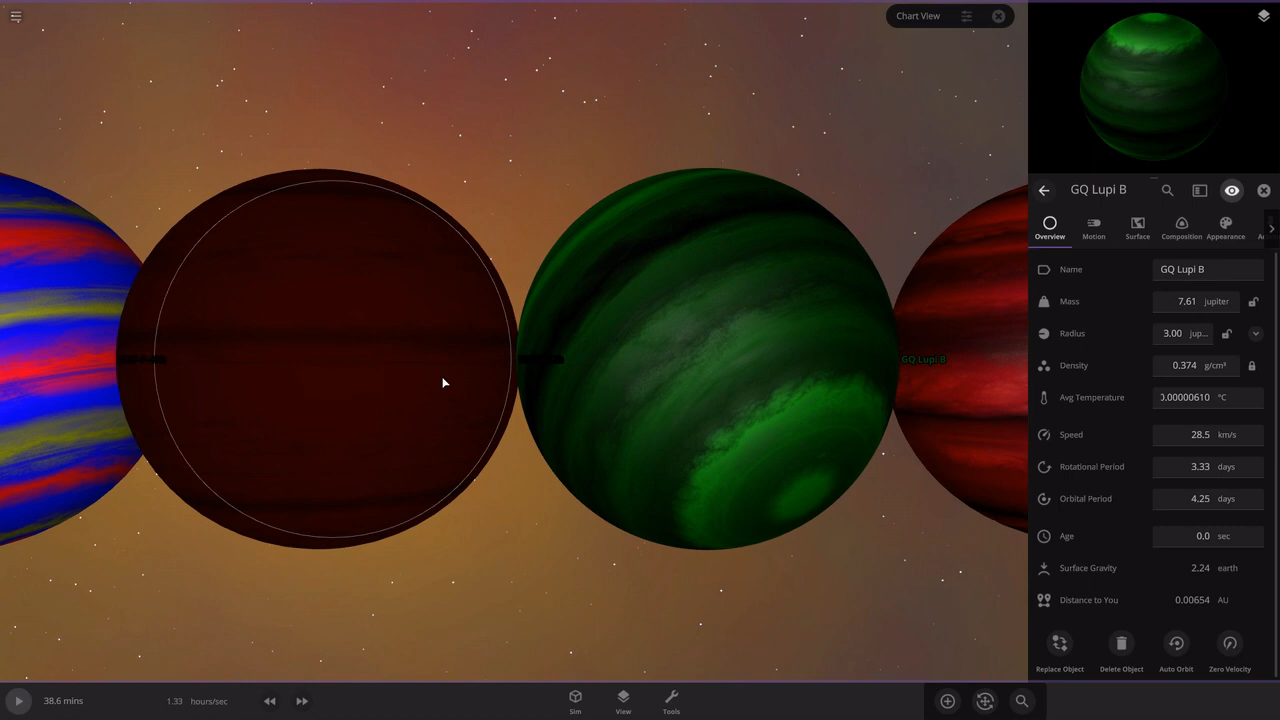 Chart View
GQ Lupi B
GQ Lupi B
Overview Motion Surface Composition Appearance
Name GQ Lupi B
Mass 7.61 jupiter
Radius 3.00 jup...
Density 0.374 g/cm³
Avg Temperature 0.00000610 °C
Speed 28.5 km/s
Rotational Period 3.33 days
Orbital Period 4.25 days
Age 0.0 sec
Surface Gravity 2.24 earth
Distance to You 0.00654 AU
Replace Object Delete Object Auto Orbit Zero Velocity
38.6 mins 1.33 hours/sec
Sim View Tools